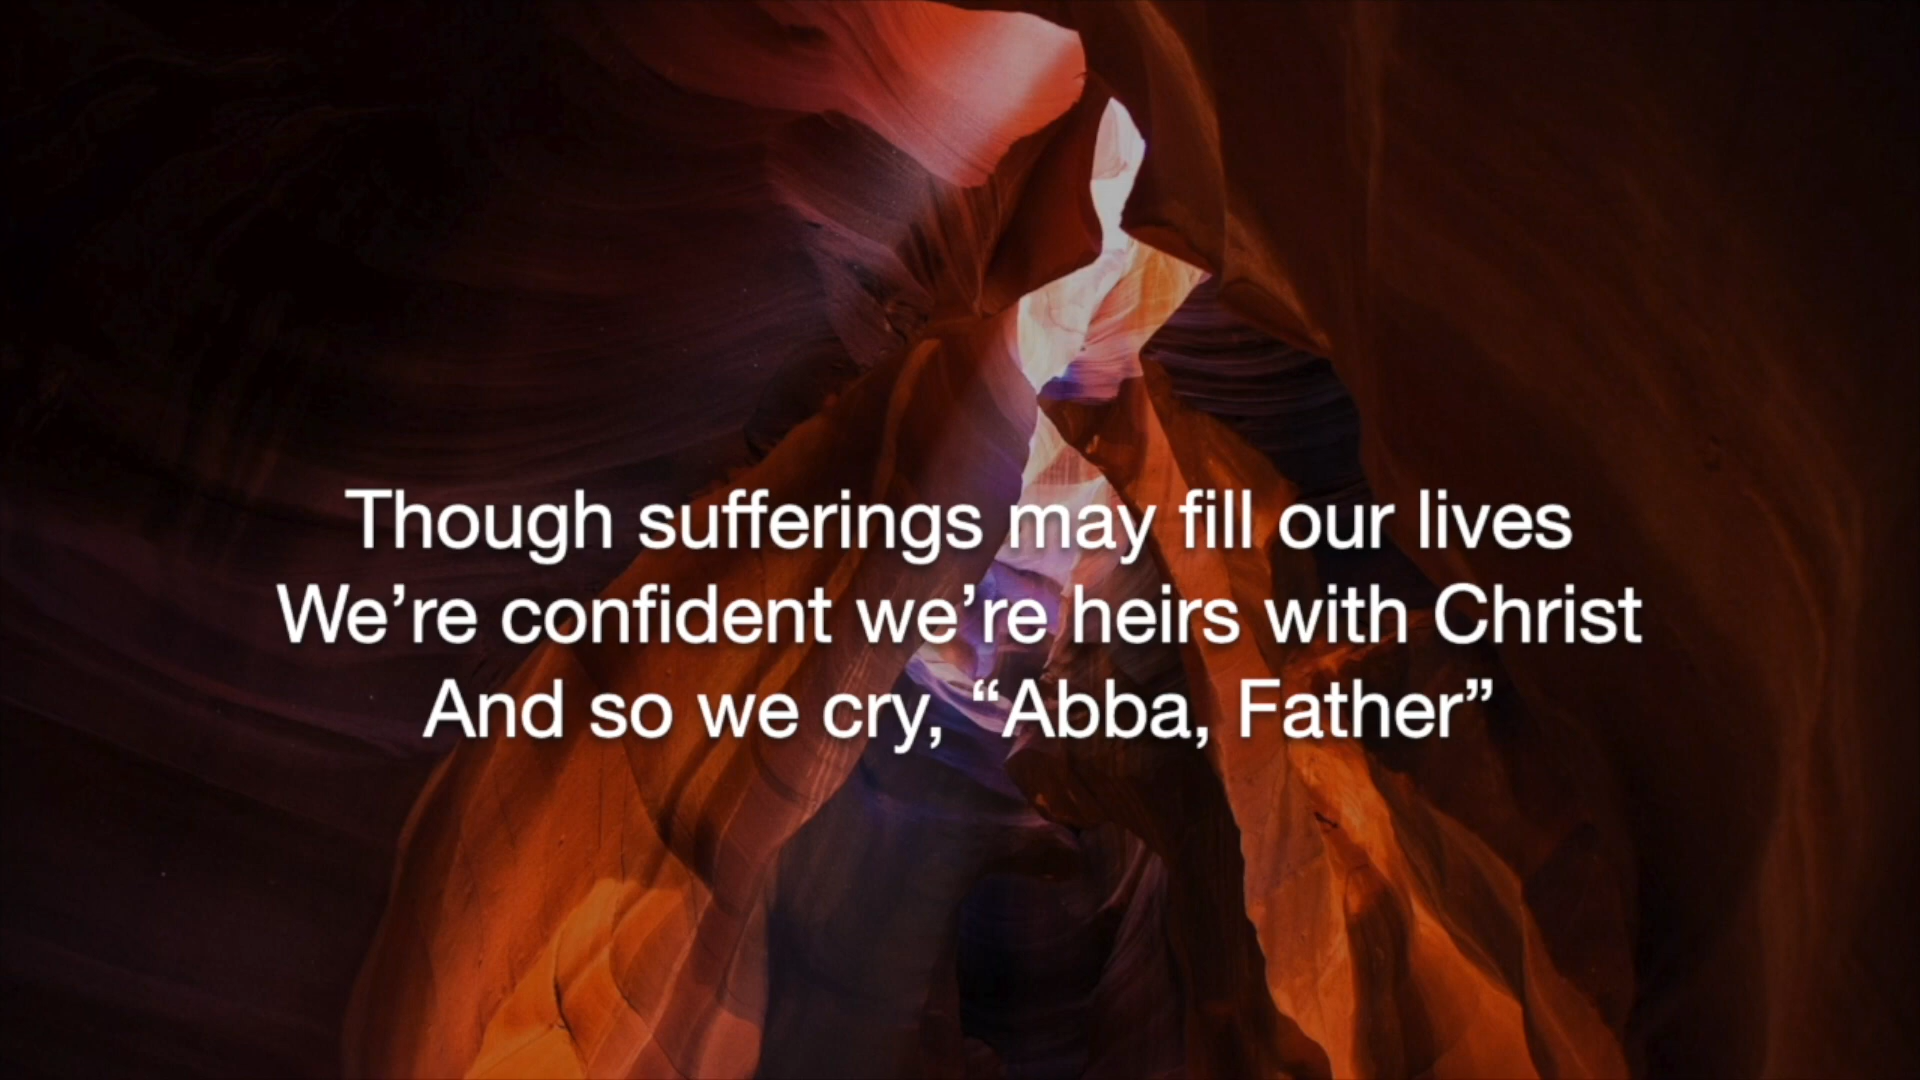 Though sufferings may fill our lives
We’re confident we’re heirs with Christ
And so we cry, “Abba, Father”